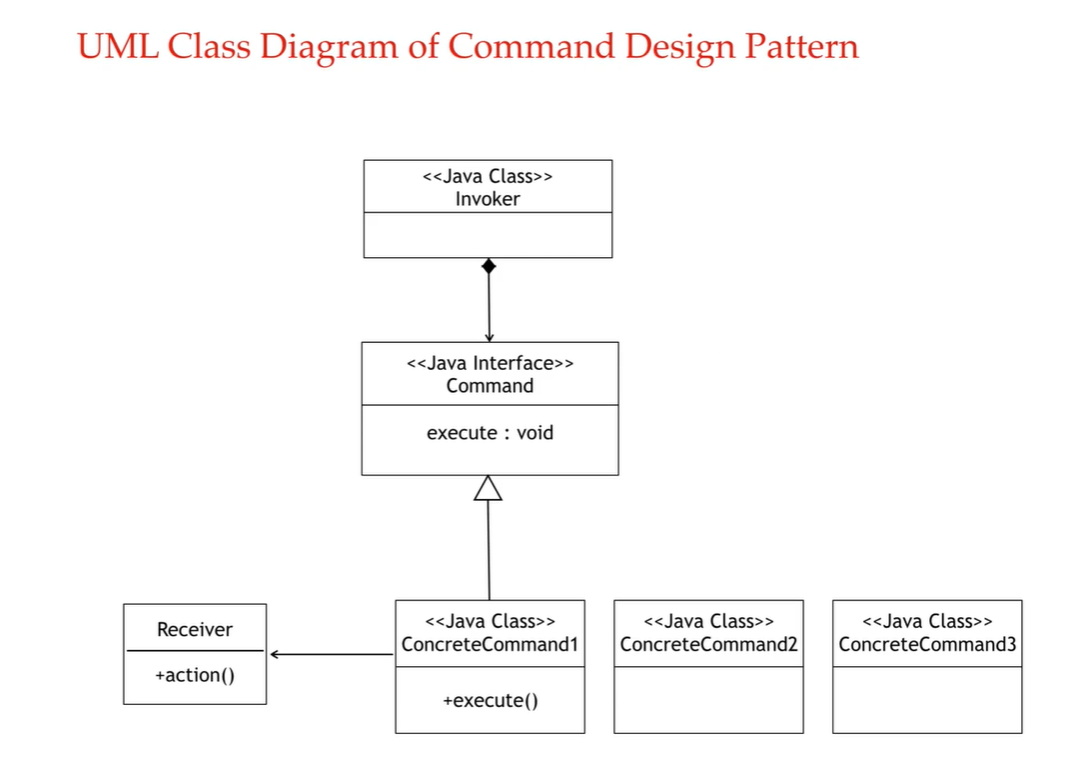 UML Class Diagram of Command Design Pattern
<<Java Class>>
Invoker
<<Java Interface>>
Command
execute : void
Receiver
+action()
<<Java Class>>
ConcreteCommand1
+execute()
<<Java Class>>
ConcreteCommand2
<<Java Class>>
ConcreteCommand3